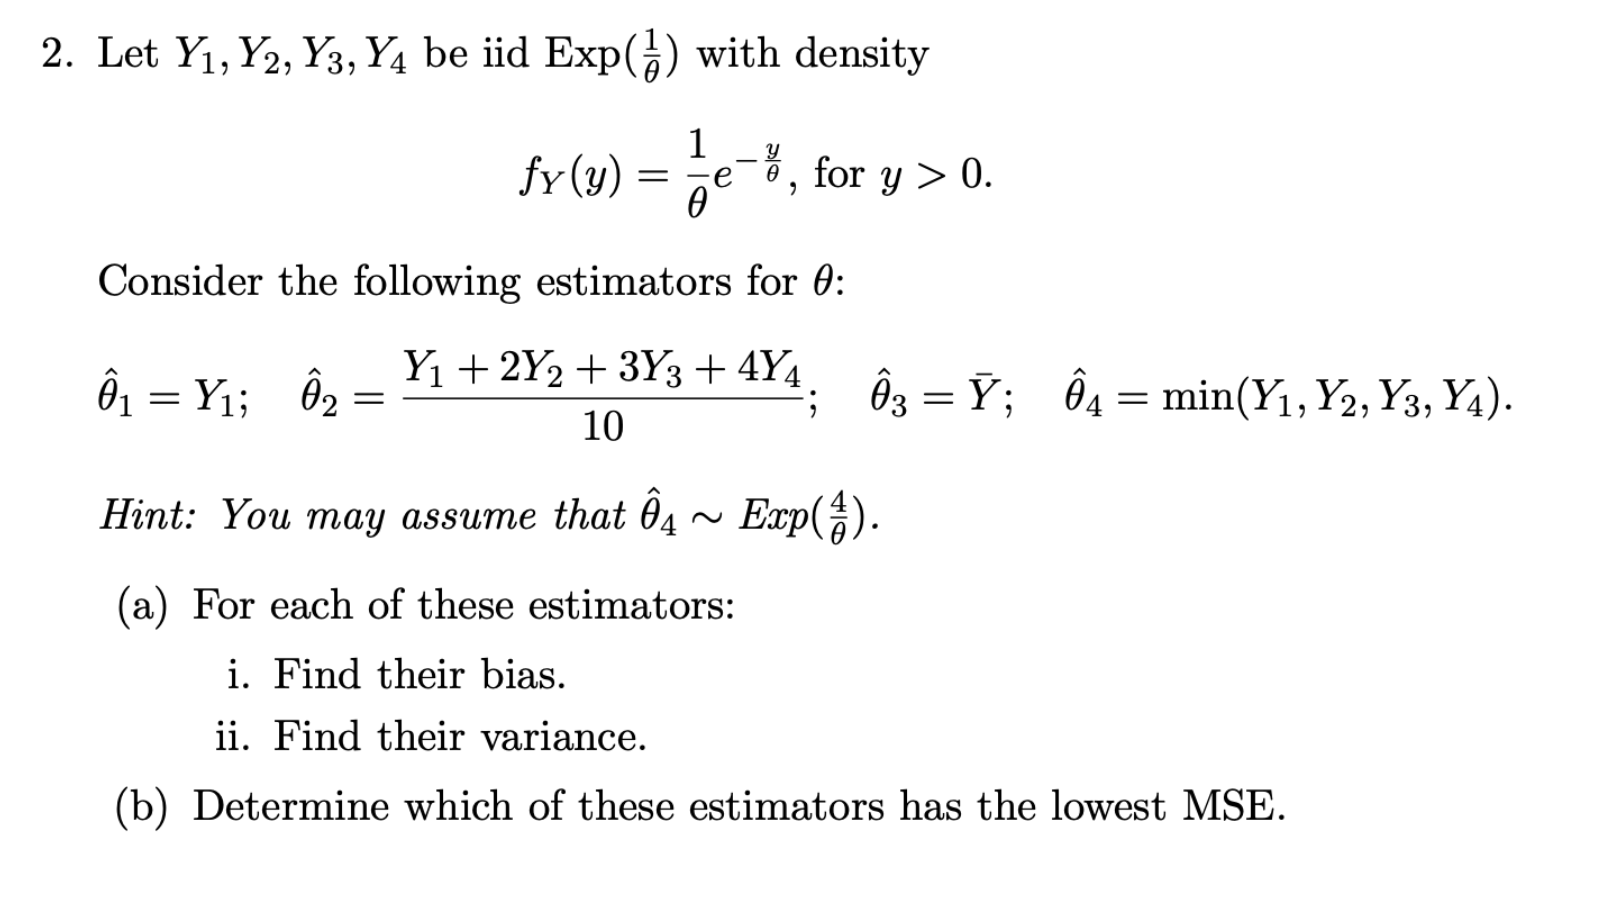 2. Let Y₁, Y₂, Y₃, Y₄ be iid Exp(1/θ) with density
f_Y(y) = 1/θ e^{-y/θ}, for y > 0.
Consider the following estimators for θ:
θ̂₁ = Y₁; θ̂₂ = (Y₁ + 2Y₂ + 3Y₃ + 4Y₄)/10; θ̂₃ = Ȳ; θ̂₄ = min(Y₁, Y₂, Y₃, Y₄).
Hint: You may assume that θ̂₄ ∼ Exp(4/θ).
(a) For each of these estimators:
i. Find their bias.
ii. Find their variance.
(b) Determine which of these estimators has the lowest MSE.